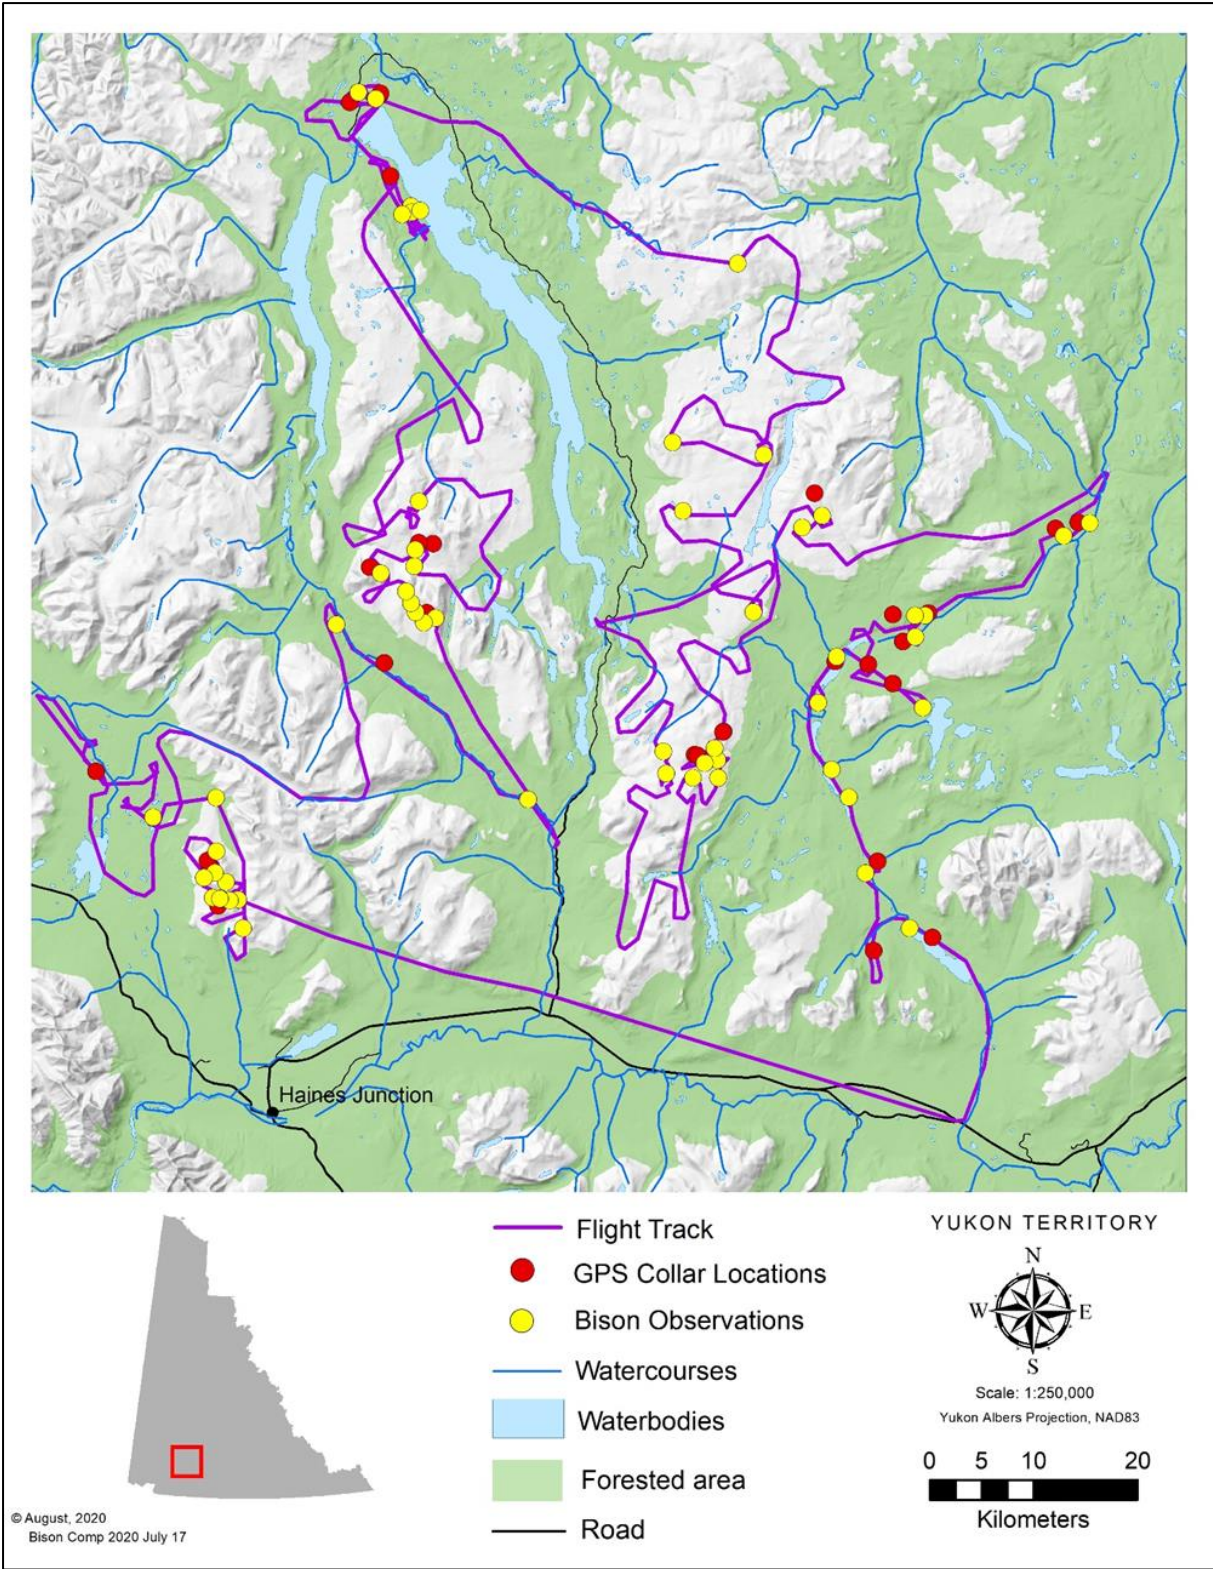 Haines Junction
Flight Track
GPS Collar Locations
Bison Observations
Watercourses
Waterbodies
Forested area
Road
YUKON TERRITORY
N
W E
S
Scale: 1:250,000
Yukon Albers Projection, NAD83
0 5 10 20
Kilometers
© August, 2020
Bison Comp 2020 July 17